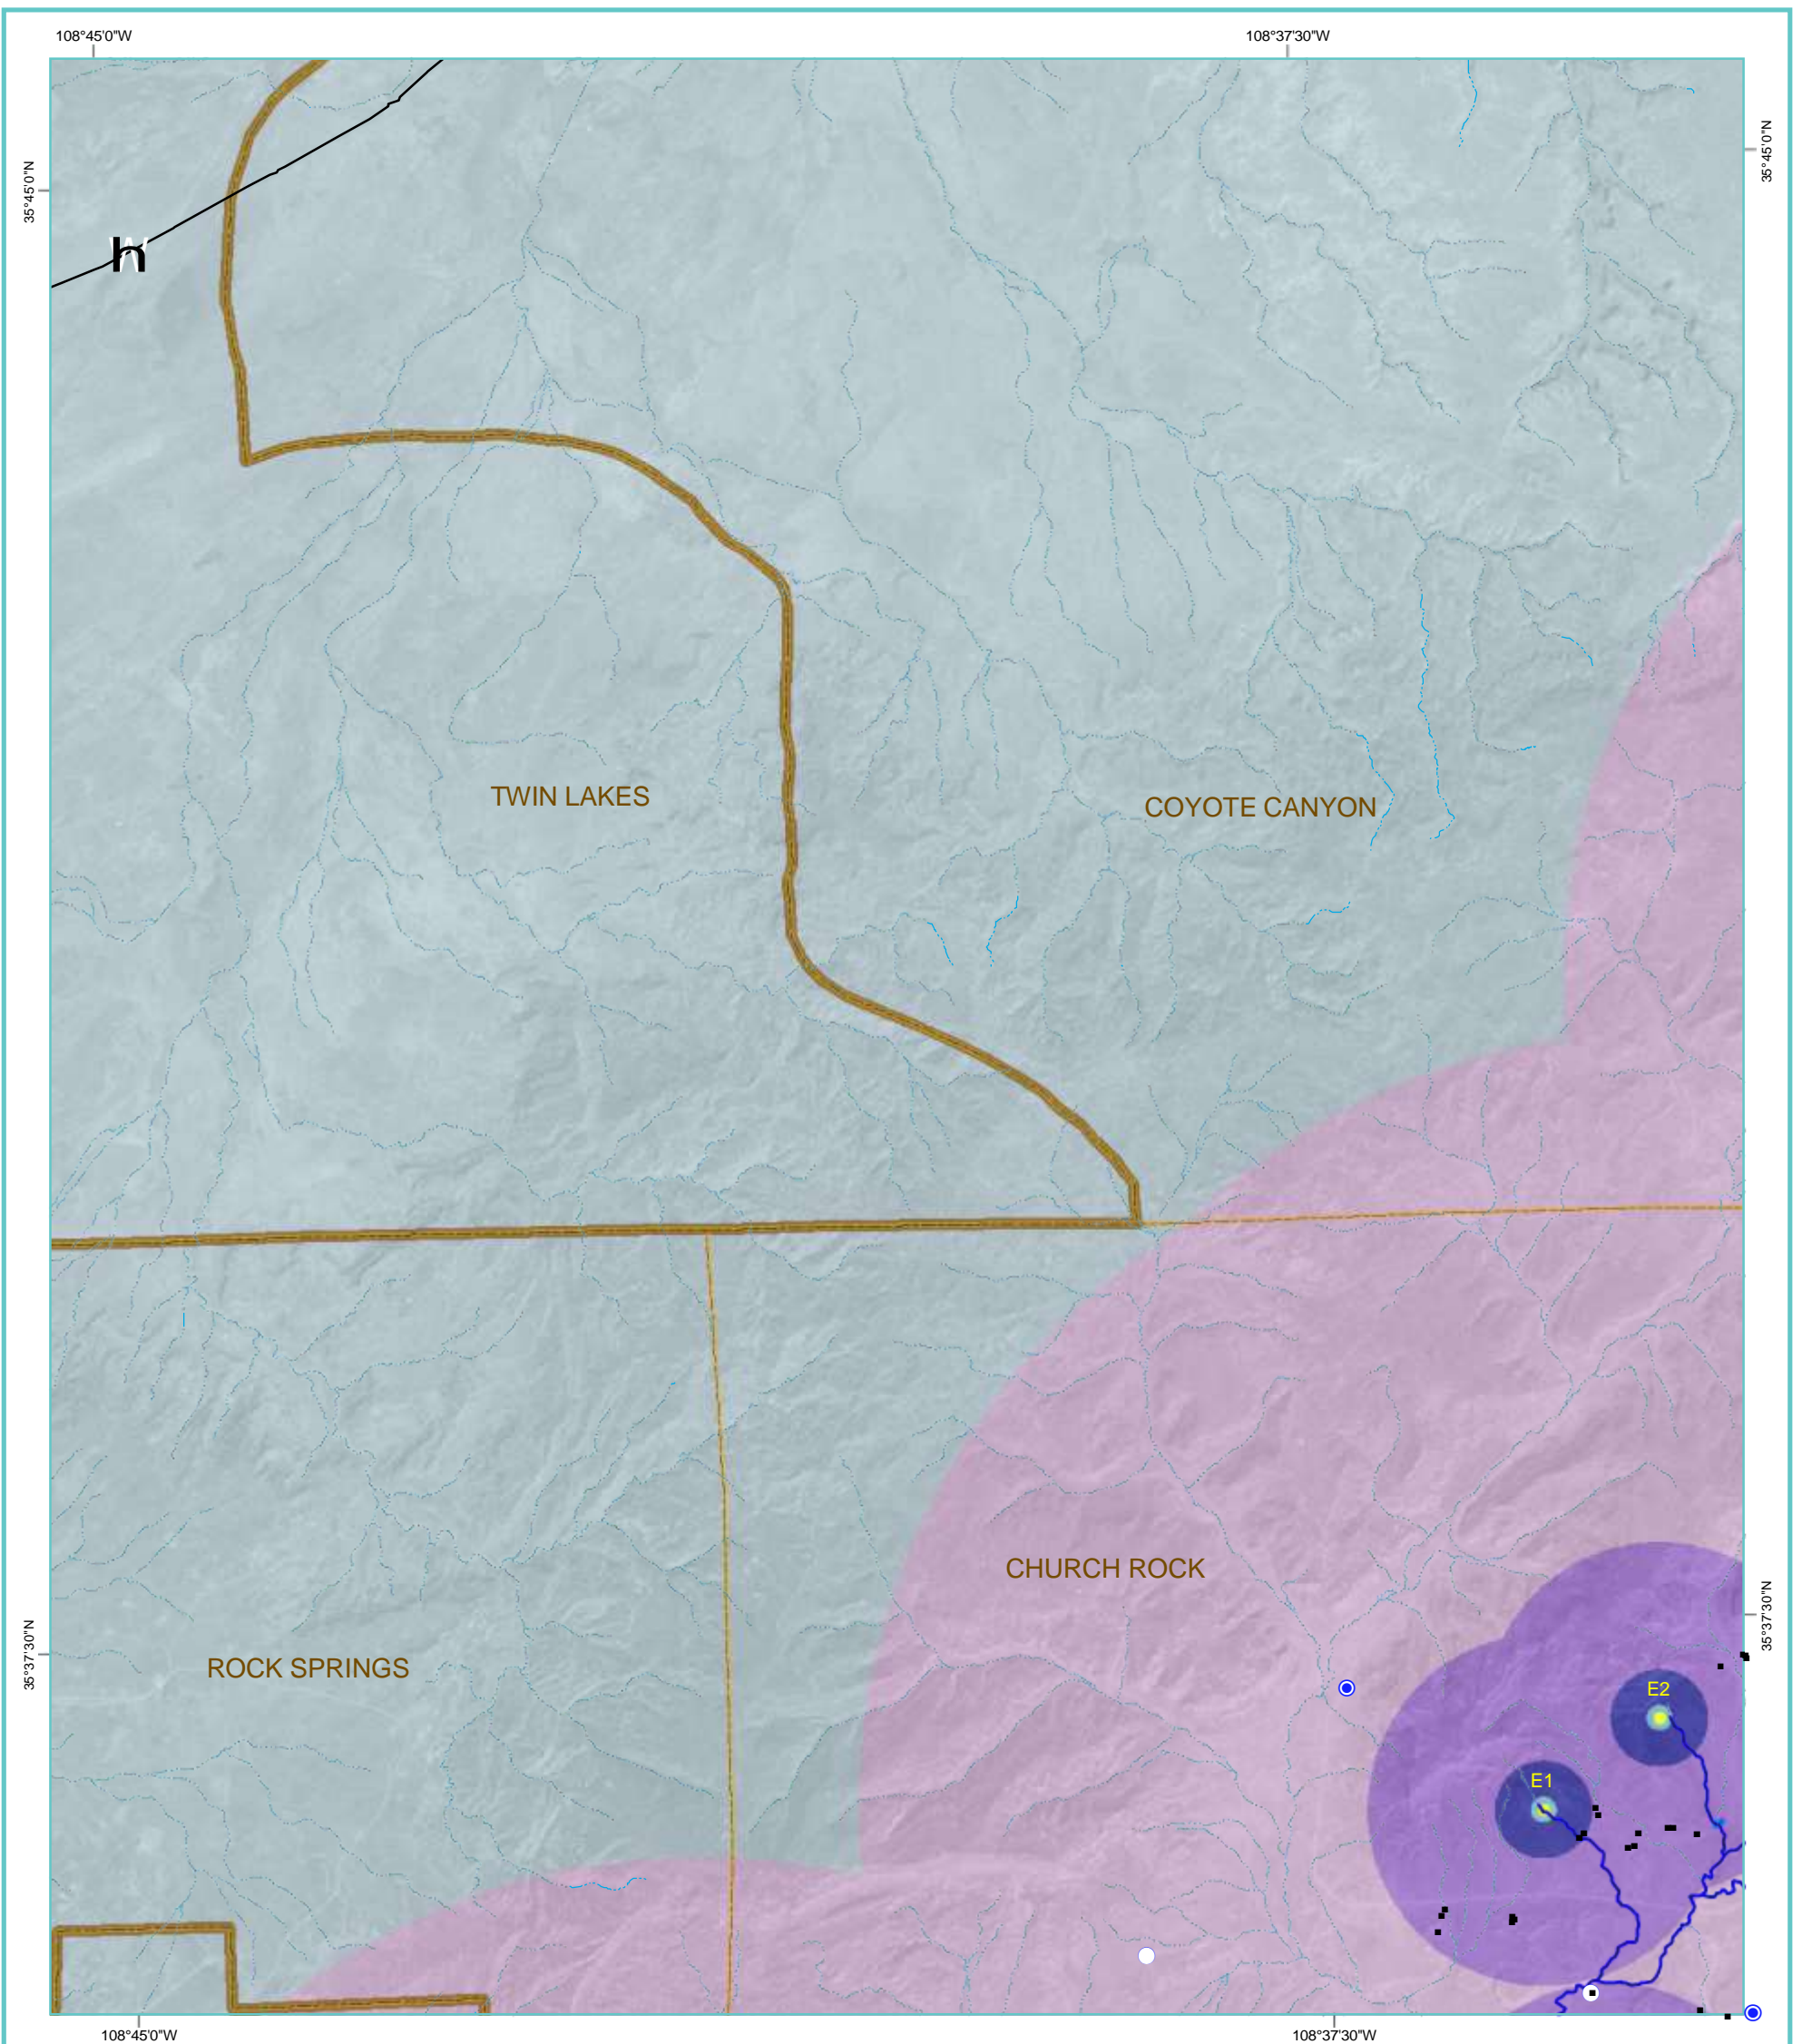 108°45'0"W
108°37'30"W
35°45'0"N
35°45'0"N
h
TWIN LAKES
COYOTE CANYON
CHURCH ROCK
35°37'30"N
35°37'30"N
ROCK SPRINGS
E2
E1
108°45'0"W
108°37'30"W